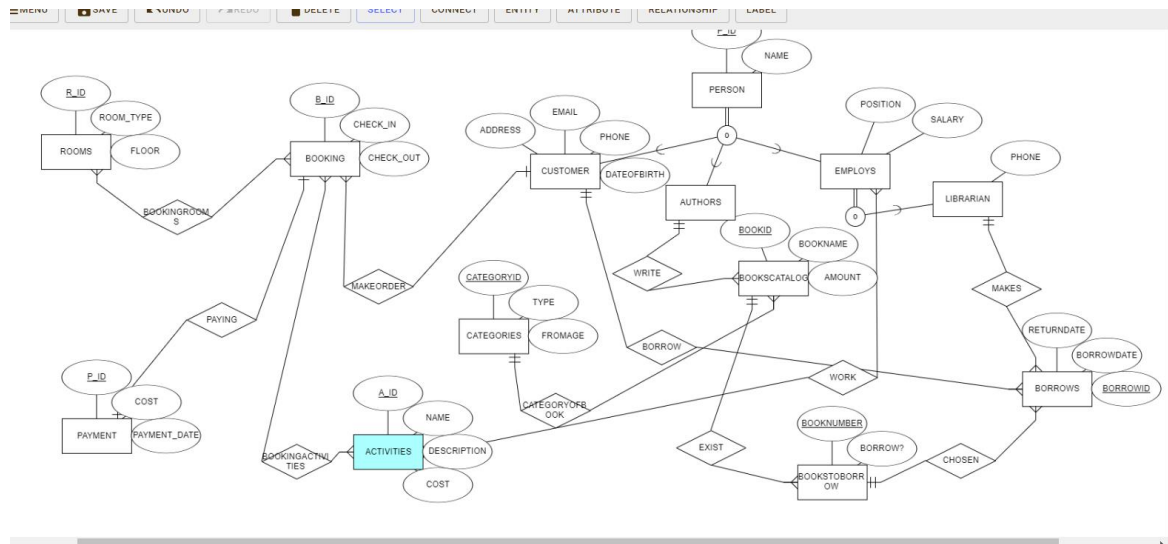 MENU SAVE UNDO REDO DELETE SELECT CONNECT ENTITY ATTRIBUTE RELATIONSHIP LABEL
P_ID
NAME
PERSON
R_ID
ROOM_TYPE
ROOMS
FLOOR
B_ID
CHECK_IN
BOOKING
CHECK_OUT
EMAIL
ADDRESS
PHONE
CUSTOMER
DATEOFBIRTH
O
POSITION
SALARY
EMPLOYS
PHONE
LIBRARIAN
O
AUTHORS
BOOKINGROOM
S
BOOKID
BOOKNAME
BOOKSCATALOG
AMOUNT
WRITE
MAKEORDER
CATEGORYID
TYPE
CATEGORIES
FROMAGE
MAKES
PAYING
BORROW
RETURNDATE
BORROWDATE
BORROWS
BORROWID
WORK
P_ID
COST
PAYMENT
PAYMENT_DATE
A_ID
NAME
ACTIVITIES
DESCRIPTION
COST
CATEGORYOFB
OOK
BOOKINGACTIVI
TIES
EXIST
BOOKNUMBER
BORROW?
BOOKSTOBORR
OW
CHOSEN